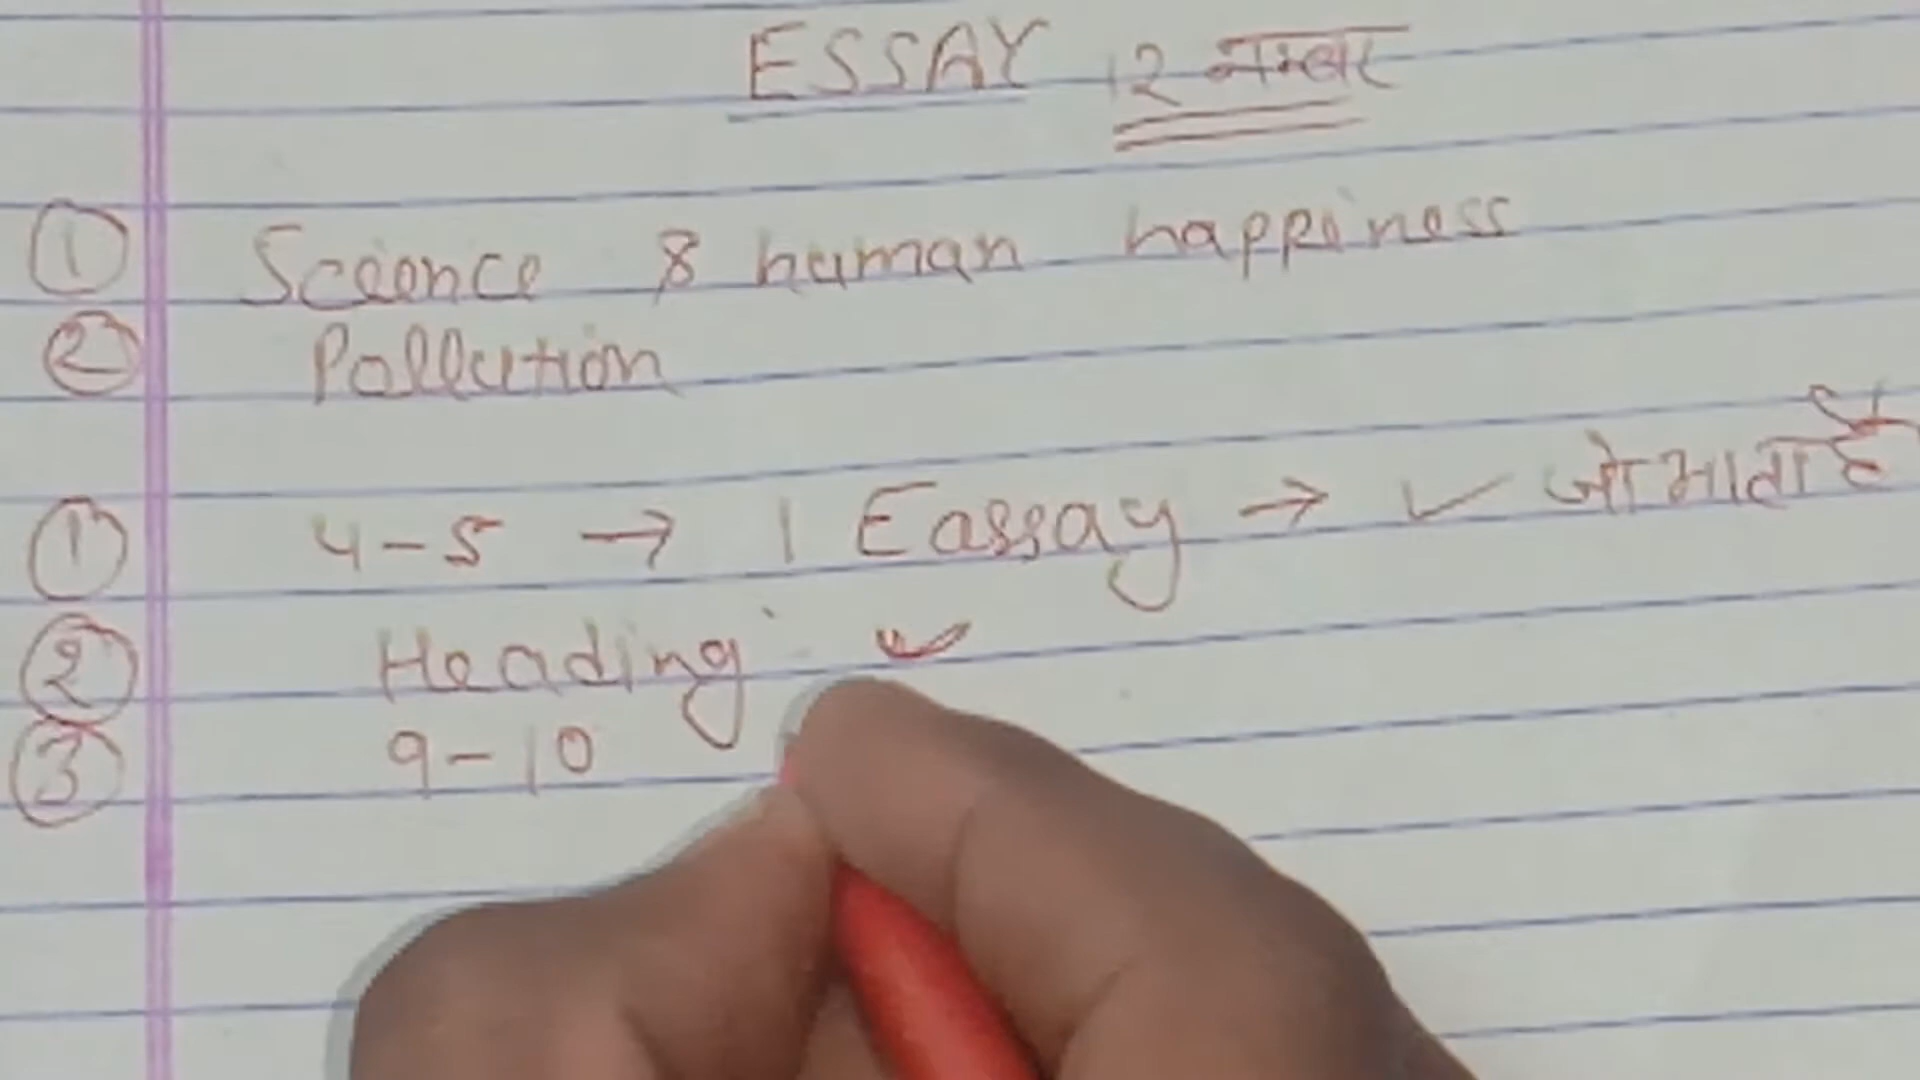 ESSAY 12 नम्बर
① Science & human happiness
② Pollution
① 4-5 → 1 Eassay → ✓ जो आता है
② Heading ✓
③ 9-10